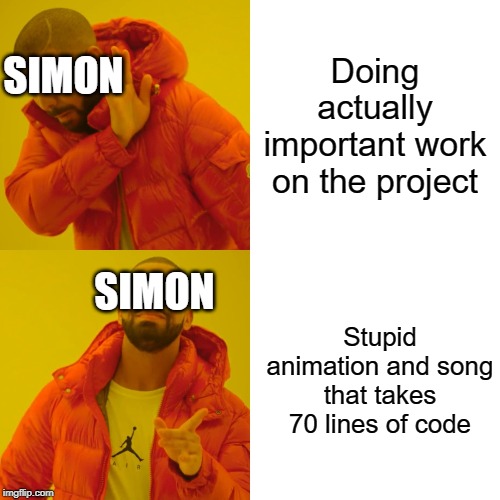 SIMON
Doing
actually
important work
on the project
SIMON
Stupid
animation and song
that takes
70 lines of code
AIR
imgflip.com